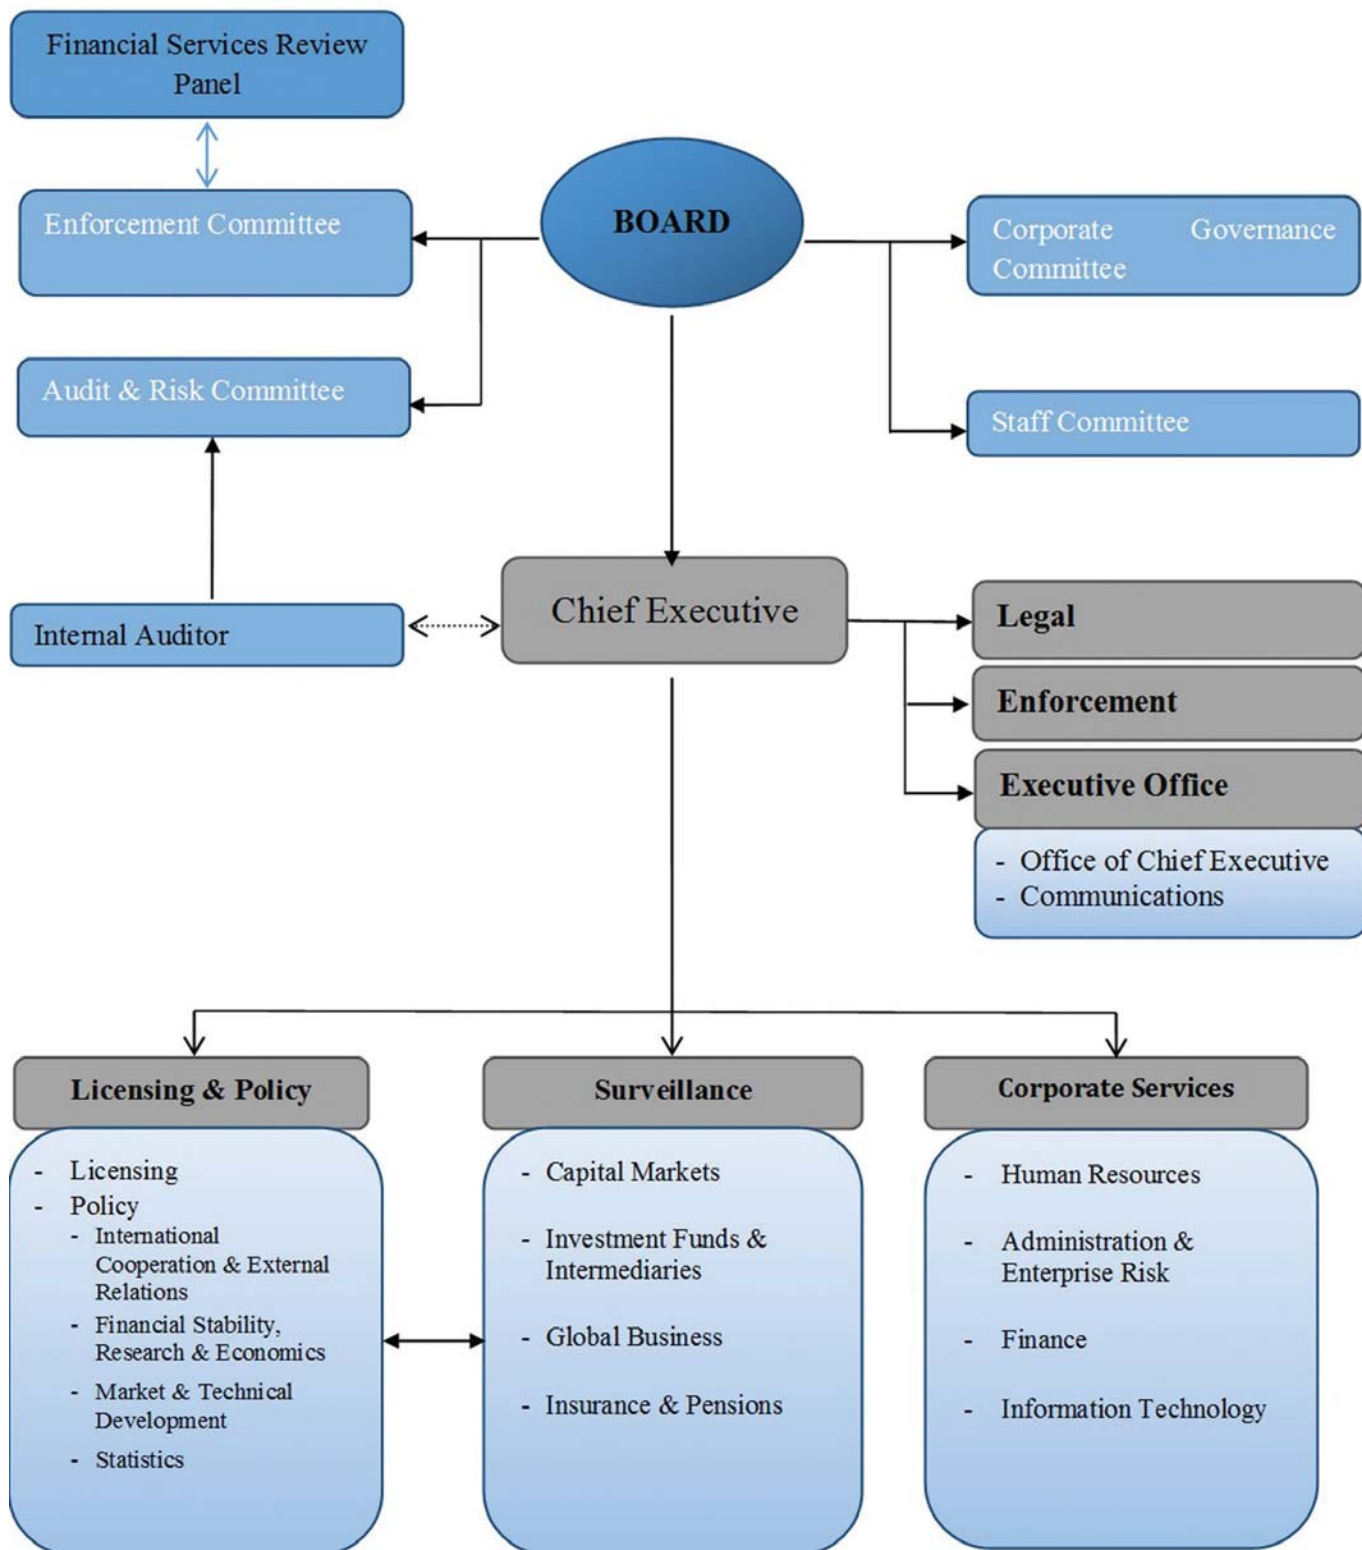 Financial Services Review
Panel
Enforcement Committee
BOARD
Corporate Governance
Committee
Audit & Risk Committee
Staff Committee
Internal Auditor
Chief Executive
Legal
Enforcement
Executive Office
- Office of Chief Executive
- Communications
Licensing & Policy
- Licensing
- Policy
- International
Cooperation & External
Relations
- Financial Stability,
Research & Economics
- Market & Technical
Development
- Statistics
Surveillance
- Capital Markets
- Investment Funds &
Intermediaries
- Global Business
- Insurance & Pensions
Corporate Services
- Human Resources
- Administration &
Enterprise Risk
- Finance
- Information Technology